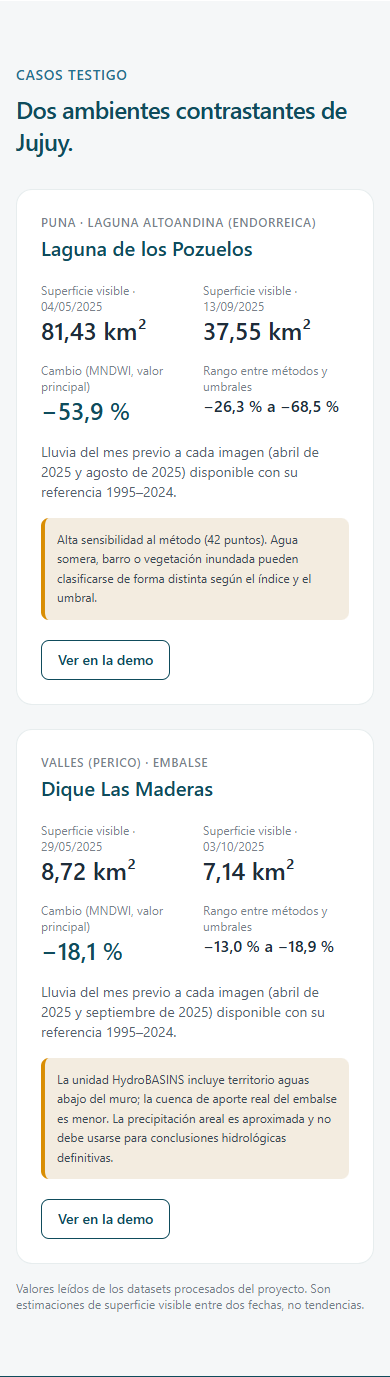 CASOS TESTIGO
Dos ambientes contrastantes de
Jujuy.
PUNA · LAGUNA ALTOANDINA (ENDORREICA)
Laguna de los Pozuelos
Superficie visible ·
04/05/2025
81,43 km²
Superficie visible ·
13/09/2025
37,55 km²
Cambio (MNDWI, valor
principal)
−53,9 %
Rango entre métodos y
umbrales
−26,3 % a −68,5 %
Lluvia del mes previo a cada imagen (abril de
2025 y agosto de 2025) disponible con su
referencia 1995–2024.
Alta sensibilidad al método (42 puntos). Agua
somera, barro o vegetación inundada pueden
clasificarse de forma distinta según el índice y el
umbral.
Ver en la demo
VALLES (PERICO) · EMBALSE
Dique Las Maderas
Superficie visible ·
29/05/2025
8,72 km²
Superficie visible ·
03/10/2025
7,14 km²
Cambio (MNDWI, valor
principal)
−18,1 %
Rango entre métodos y
umbrales
−13,0 % a −18,9 %
Lluvia del mes previo a cada imagen (abril de
2025 y septiembre de 2025) disponible con su
referencia 1995–2024.
La unidad HydroBASINS incluye territorio aguas
abajo del muro; la cuenca de aporte real del embalse
es menor. La precipitación areal es aproximada y no
debe usarse para conclusiones hidrológicas
definitivas.
Ver en la demo
Valores leídos de los datasets procesados del proyecto. Son
estimaciones de superficie visible entre dos fechas, no tendencias.